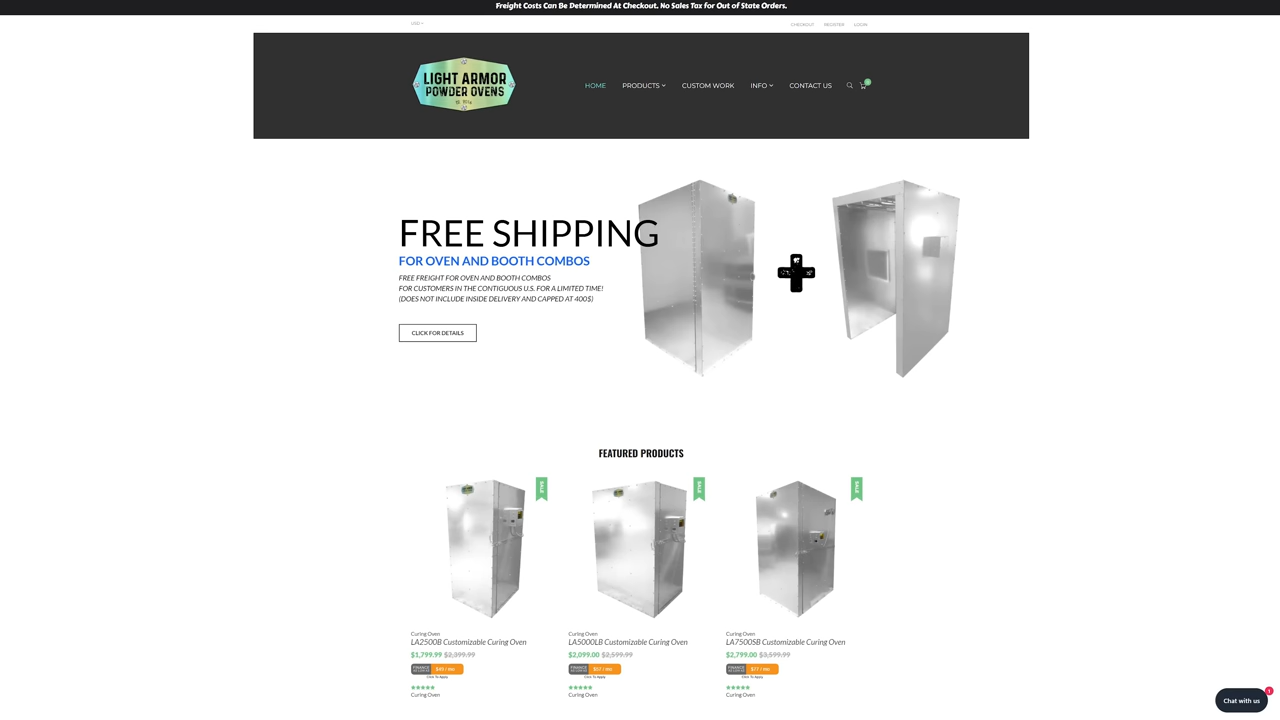 Freight Costs Can Be Determined At Checkout. No Sales Tax for Out of State Orders.
USD
CHECKOUT REGISTER LOGIN
LIGHT ARMOR
POWDER OVENS
HOME PRODUCTS CUSTOM WORK INFO CONTACT US
0
FREE SHIPPING
FOR OVEN AND BOOTH COMBOS
FREE FREIGHT FOR OVEN AND BOOTH COMBOS
FOR CUSTOMERS IN THE CONTIGUOUS U.S. FOR A LIMITED TIME!
(DOES NOT INCLUDE INSIDE DELIVERY AND CAPPED AT 400$)
CLICK FOR DETAILS
FEATURED PRODUCTS
SALE SALE SALE
Curing Oven Curing Oven Curing Oven
LA2500B Customizable Curing Oven LA5000LB Customizable Curing Oven LA7500SB Customizable Curing Oven
$1,799.99 $2,399.99 $2,099.00 $2,599.99 $2,799.00 $3,599.99
FINANCE FINANCE FINANCE
Click To Apply Click To Apply Click To Apply
Curing Oven Curing Oven Curing Oven
Chat with us
1